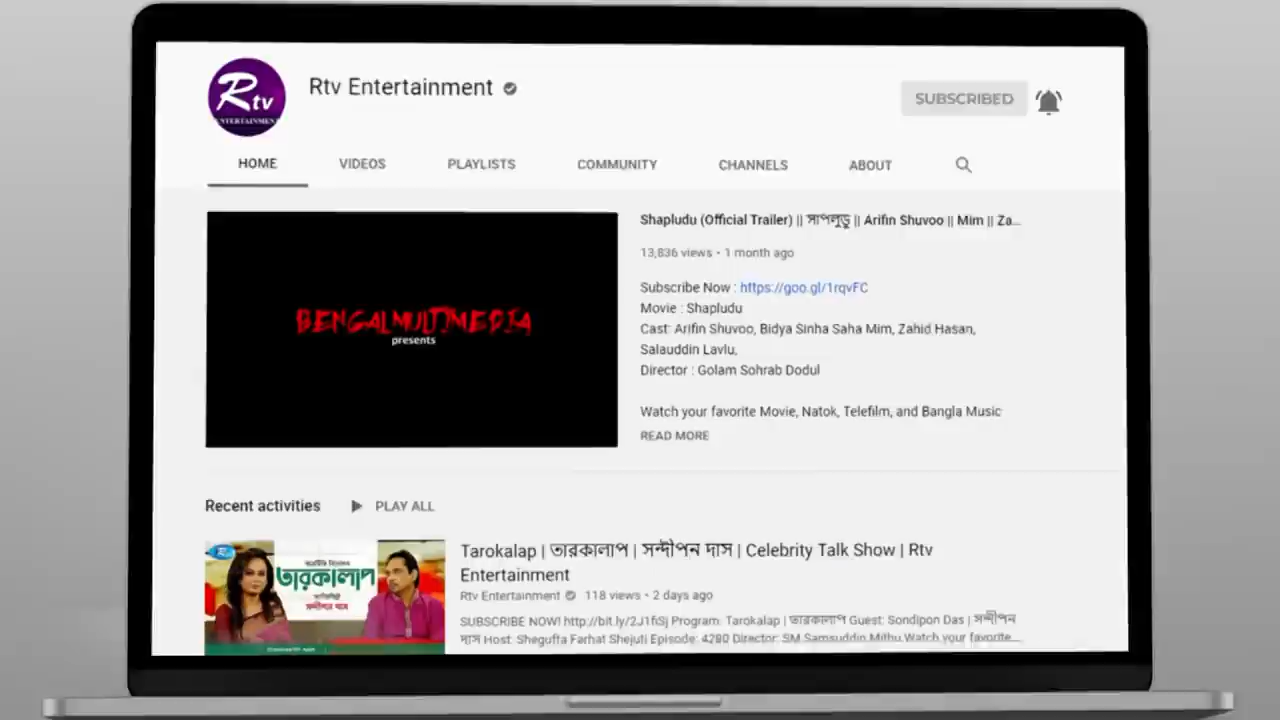 Rtv
ENTERTAINMENT
Rtv Entertainment
SUBSCRIBED
HOME
VIDEOS
PLAYLISTS
COMMUNITY
CHANNELS
ABOUT
BENGALMULTIMEDIA
presents
Shapludu (Official Trailer) || সাপলুডু || Arifin Shuvoo || Mim || Za...
13,836 views • 1 month ago
Subscribe Now : https://goo.gl/1rqvFC
Movie : Shapludu
Cast: Arifin Shuvoo, Bidya Sinha Saha Mim, Zahid Hasan,
Salauddin Lavlu,
Director : Golam Sohrab Dodul
Watch your favorite Movie, Natok, Telefilm, and Bangla Music
READ MORE
Recent activities
PLAY ALL
তারকালাপ
সন্দীপন দাস
Tarokalap | তারকালাপ | সন্দীপন দাস | Celebrity Talk Show | Rtv
Entertainment
Rtv Entertainment 118 views • 2 days ago
SUBSCRIBE NOW! http://bit.ly/2J1fiSj Program: Tarokalap | তারকালাপ Guest: Sondipon Das | সন্দীপন
দাস Host: Shegufta Farhat Shejuti Episode: 4280 Director: SM Samsuddin Mithu Watch your favorite...